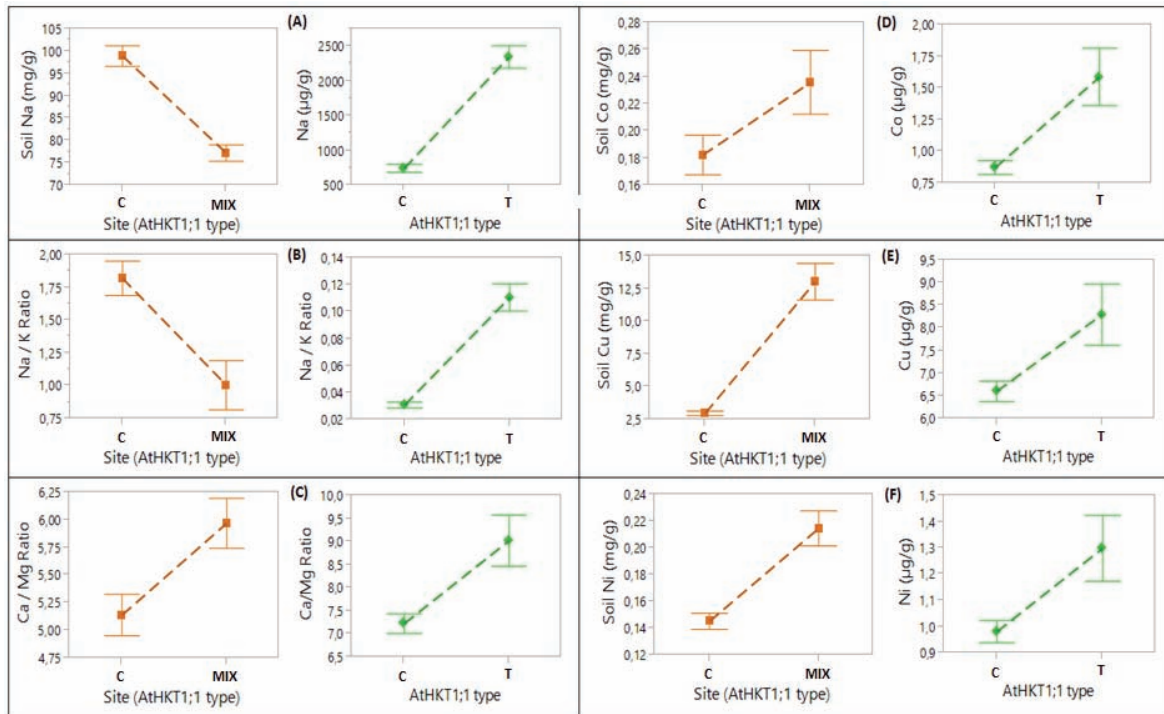 (A)
Soil Na (mg/g)
105
100
95
90
85
80
75
70
C
MIX
Site (AtHKT1;1 type)
Na (µg/g)
2500
2250
1750
1250
1000
750
500
C
T
AtHKT1;1 type
(D)
Soil Co (mg/g)
0,28
0,26
0,24
0,22
0,20
0,18
0,16
C
MIX
Site (AtHKT1;1 type)
Co (µg/g)
2,00
1,75
1,50
1,25
1,00
0,75
C
T
AtHKT1;1 type
(B)
Na / K Ratio
2,00
1,75
1,50
1,25
1,00
0,75
C
MIX
Site (AtHKT1;1 type)
Na / K Ratio
0,12
0,10
0,08
0,06
0,04
0,02
C
T
AtHKT1;1 type
(E)
Soil Cu (mg/g)
15,0
12,5
10,0
7,5
5,0
2,5
C
MIX
Site (AtHKT1;1 type)
Cu (µg/g)
9,5
9,0
8,5
8,0
7,5
7,0
6,5
6,0
C
T
AtHKT1;1 type
(C)
Ca / Mg Ratio
6,25
6,00
5,75
5,50
5,25
5,00
4,75
C
MIX
Site (AtHKT1;1 type)
Ca/Mg Ratio
10,0
9,5
9,0
8,5
8,0
7,5
7,0
6,5
C
T
AtHKT1;1 type
(F)
Soil Ni (mg/g)
0,24
0,22
0,20
0,18
0,16
0,14
0,12
C
MIX
Site (AtHKT1;1 type)
Ni (µg/g)
1,5
1,4
1,3
1,2
1,1
1,0
0,9
C
T
AtHKT1;1 type